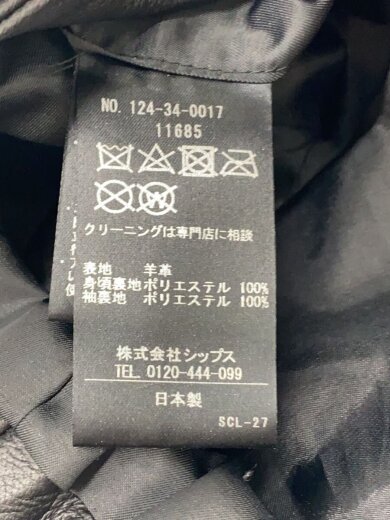 NO. 124-34-0017
11685
クリーニングは専門店に相談
表地 羊革
身頃裏地 ポリエステル 100%
袖裏地 ポリエステル 100%
株式会社シップス
TEL. 0120-444-099
日本製
SCL-27